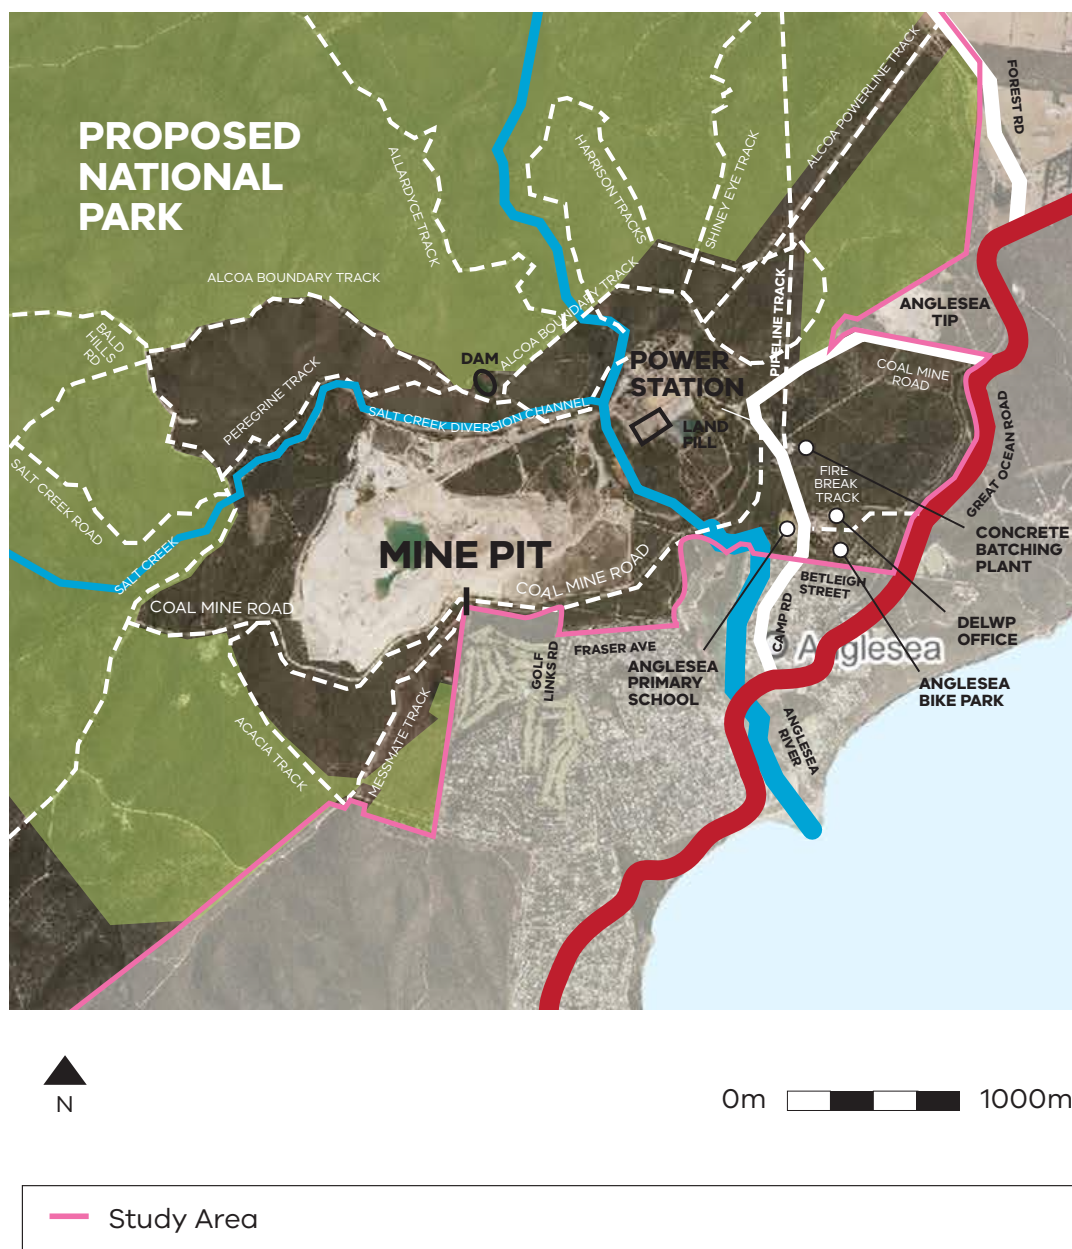 PROPOSED
NATIONAL
PARK
FOREST RD
ALCOA POWERLINE TRACK
ALLARDYCE TRACK
HARRISON TRACKS
SHINEY EYE TRACK
ALCOA BOUNDARY TRACK
ALCOA BOUNDARY TRACK
PIPELINE TRACK
ANGLESEA
TIP
BALD
HILLS
RD
DAM
POWER
STATION
COAL MINE
ROAD
PEREGRINE TRACK
SALT CREEK DIVERSION CHANNEL
LAND
FILL
GREAT OCEAN ROAD
SALT CREEK ROAD
FIRE
BREAK
TRACK
CONCRETE
BATCHING
PLANT
MINE PIT
SALT CREEK
COAL MINE ROAD
BETLEIGH
STREET
COAL MINE ROAD
CAMP RD
DELWP
OFFICE
Anglesea
FRASER AVE
GOLF
LINKS RD
ANGLESEA
PRIMARY
SCHOOL
ANGLESEA
BIKE PARK
ACACIA TRACK
MESSMATE TRACK
ANGLESEA
RIVER
N
0m
1000m
Study Area